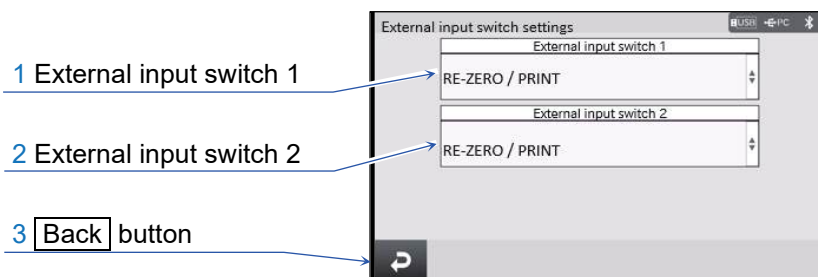 External input switch settings
USB PC
External input switch 1
1 External input switch 1
RE-ZERO / PRINT
External input switch 2
2 External input switch 2
RE-ZERO / PRINT
3 Back button